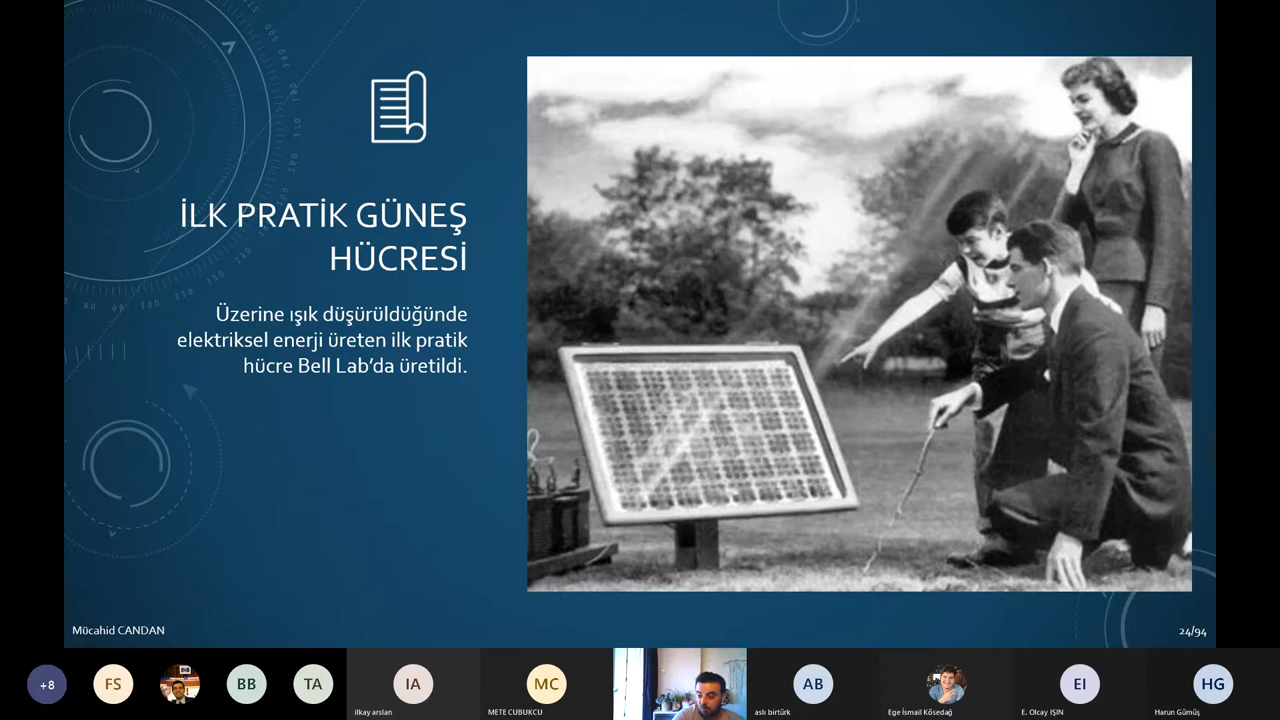 İLK PRATİK GÜNEŞ
HÜCRESİ
Üzerine ışık düşürüldüğünde
elektriksel enerji üreten ilk pratik
hücre Bell Lab’da üretildi.
Mücahid CANDAN
24/94
+8
FS
BB
TA
IA
ilkay arslan
MC
METE CUBUKCU
AB
aslı birtürk
Ege İsmail Kösedağ
EI
E. Olcay IŞIN
HG
Harun Gümüş